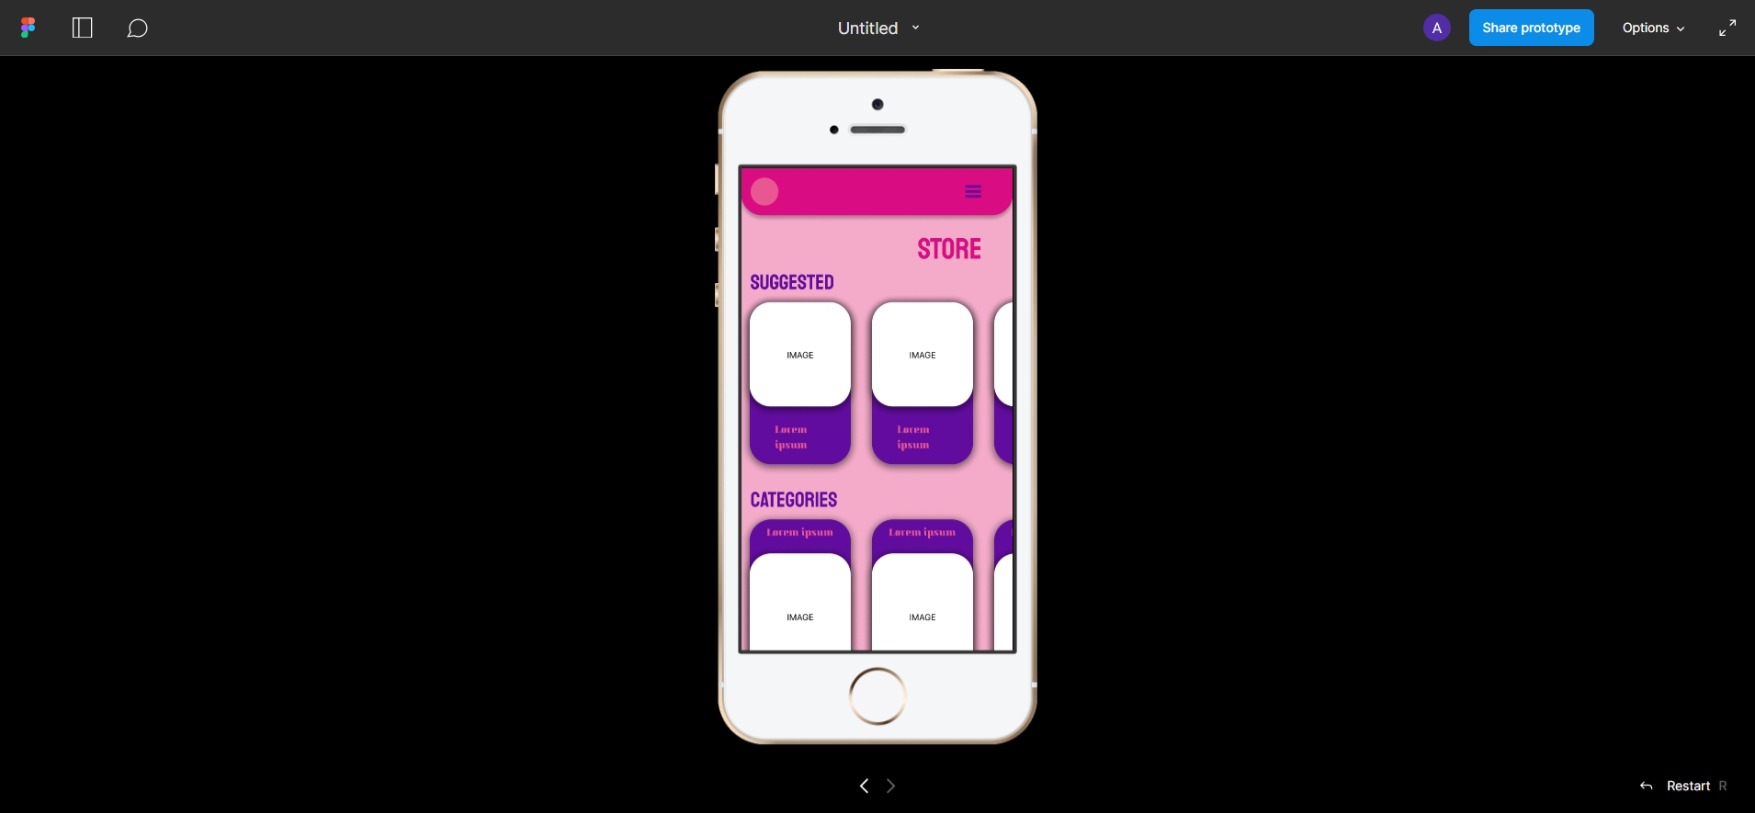 Untitled
A
Share prototype
Options
STORE
SUGGESTED
IMAGE
IMAGE
Lorem
ipsum
Lorem
ipsum
CATEGORIES
Lorem ipsum
Lorem ipsum
IMAGE
IMAGE
Restart R